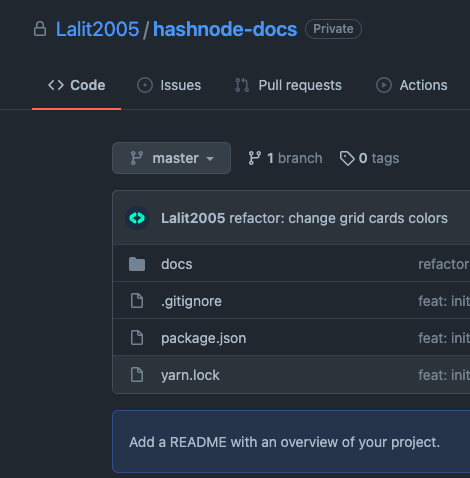 Lalit2005 / hashnode-docs Private
Code Issues Pull requests Actions
master 1 branch 0 tags
Lalit2005 refactor: change grid cards colors
docs refactor
.gitignore feat: init
package.json feat: init
yarn.lock feat: init
Add a README with an overview of your project.